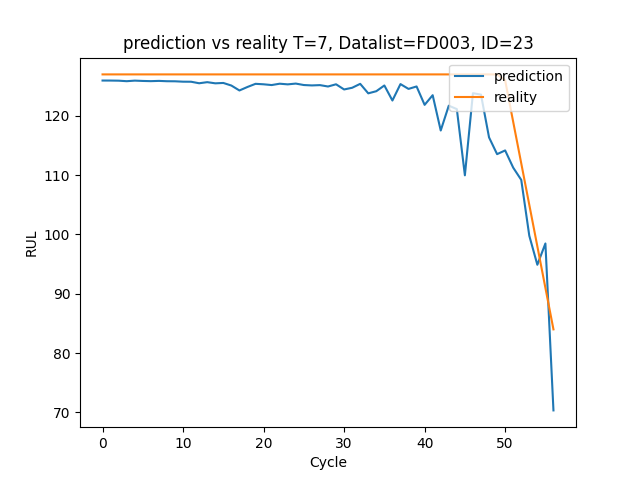 prediction vs reality T=7, Datalist=FD003, ID=23
prediction
reality
RUL
120
110
100
90
80
70
0 10 20 30 40 50
Cycle